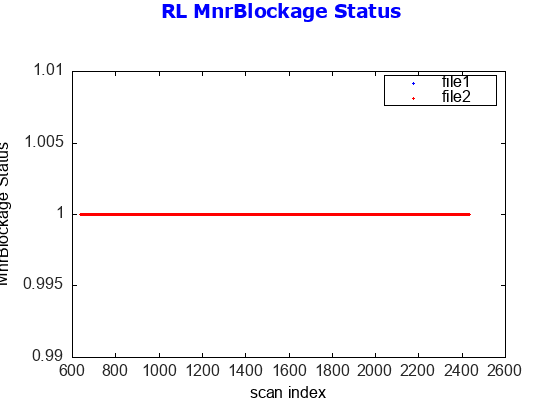 RL MnrBlockage Status
1.01
1.005
1
0.995
0.99
MnrBlockage Status
file1
file2
600 800 1000 1200 1400 1600 1800 2000 2200 2400 2600
scan index